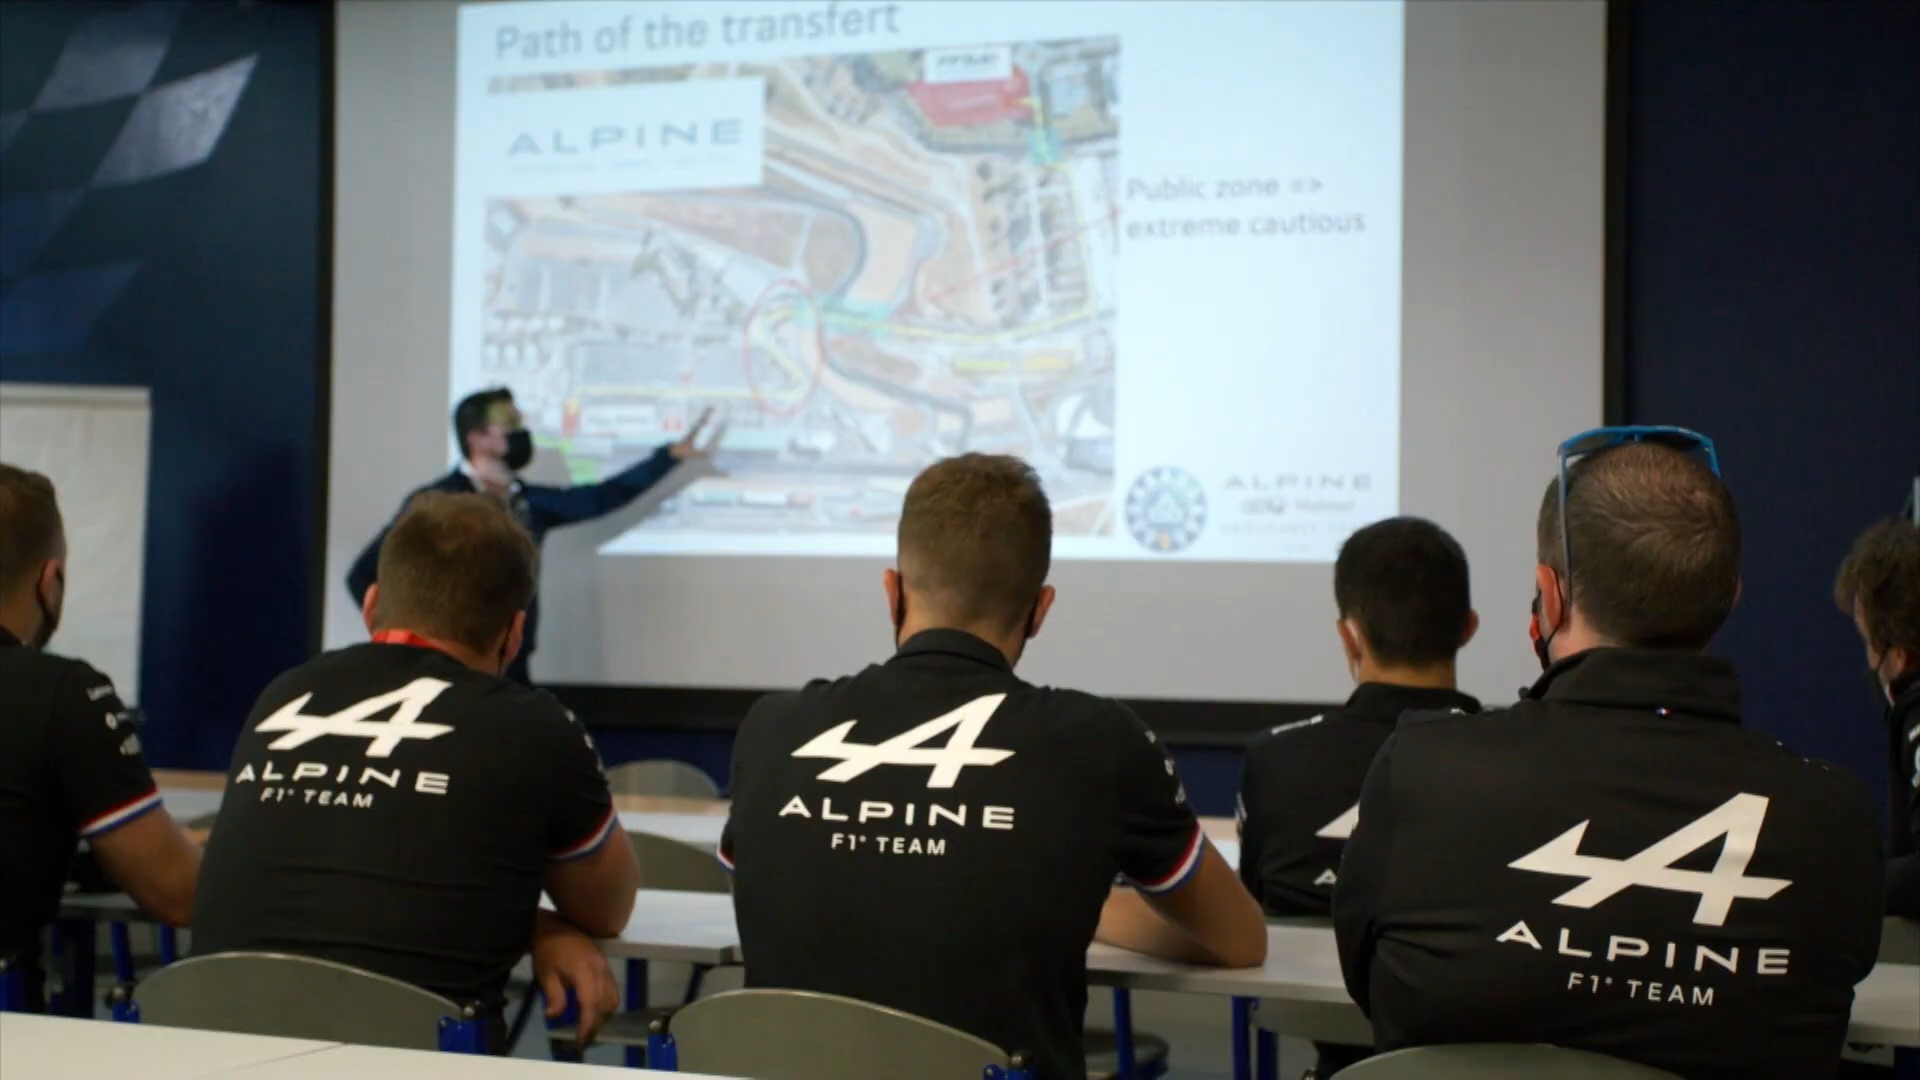 Path of the transfert
ALPINE
Public zone =>
extreme cautious
ALPINE
ALPINE
F1® TEAM
ALPINE
F1® TEAM
ALPINE
F1® TEAM